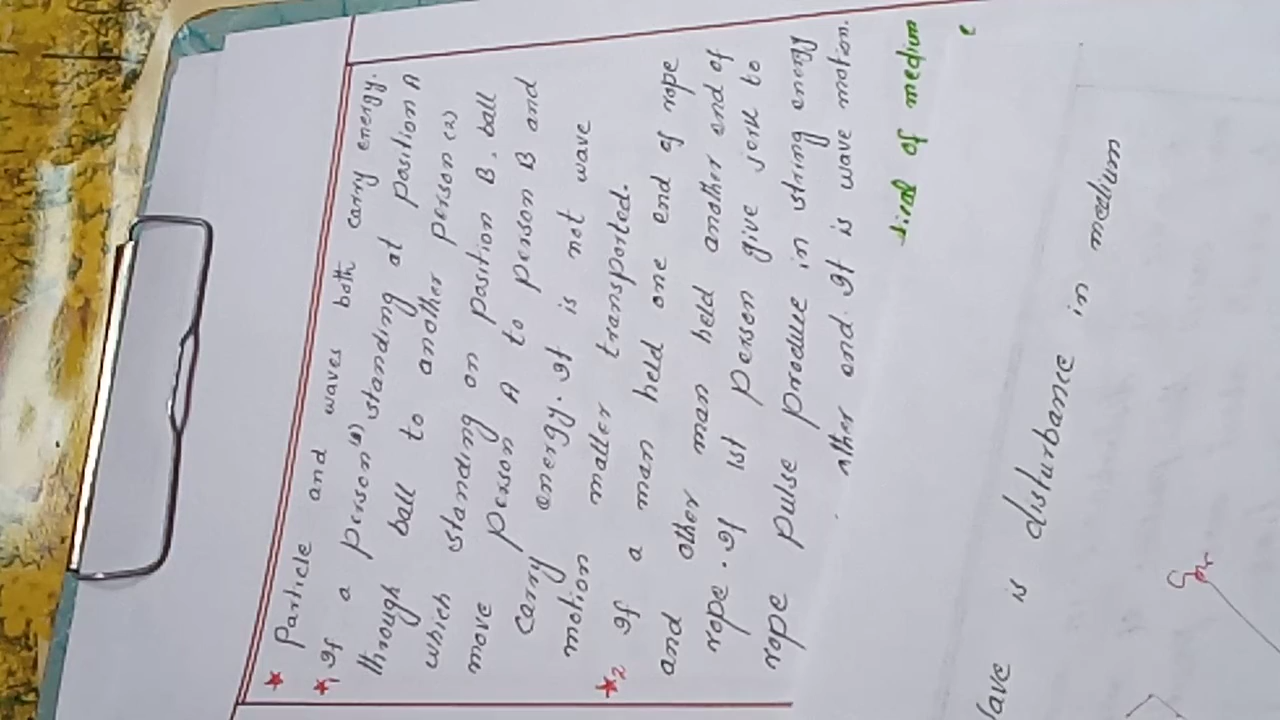 * Particle and waves both carry energy.
*1 If a person(1) standing at position A
through ball to another person (2)
which standing on position B, ball
move person A to person B and
carry energy. It is not wave
motion matter transported.
*2 If a man held one end of rope
and other man held another end of
rope. If 1st person give jerk to
rope pulse produce in string energy
other end. It is wave motion.
of medium
is disturbance in medium